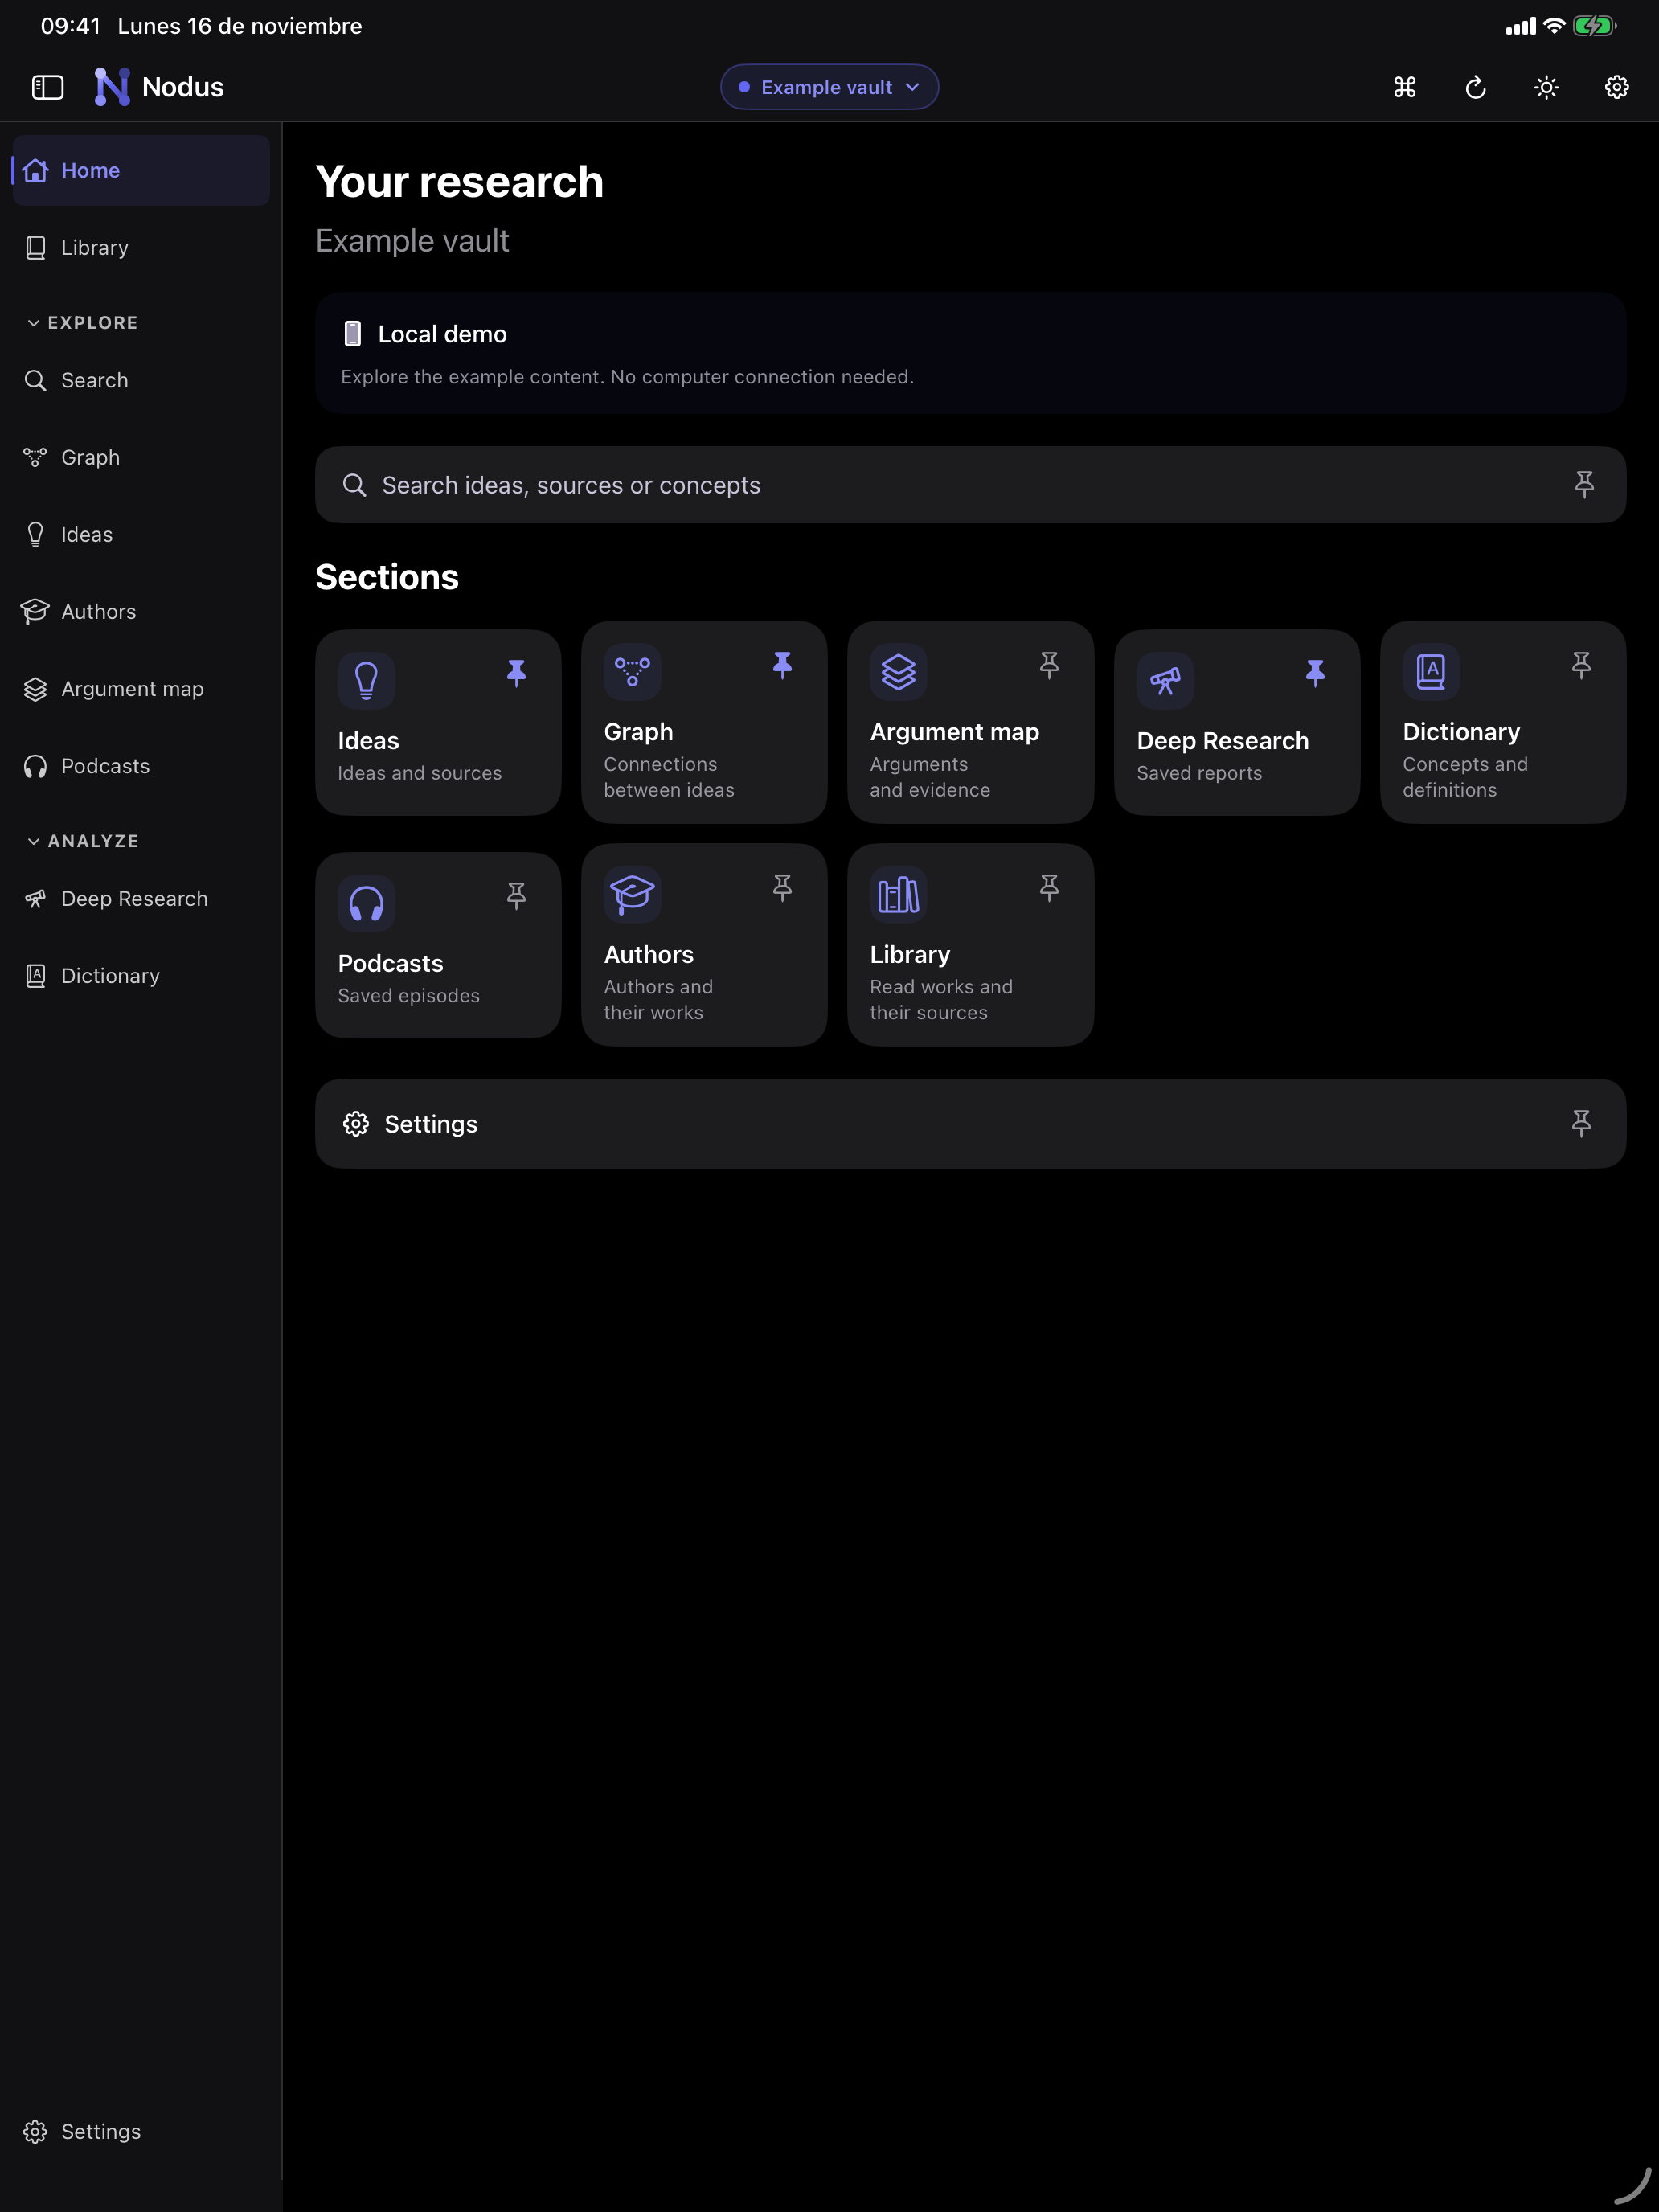 09:41 Lunes 16 de noviembre
Nodus
Example vault
Home
Library
EXPLORE
Search
Graph
Ideas
Authors
Argument map
Podcasts
ANALYZE
Deep Research
Dictionary
Settings
Your research
Example vault
Local demo
Explore the example content. No computer connection needed.
Search ideas, sources or concepts
Sections
Ideas
Ideas and sources
Graph
Connections
between ideas
Argument map
Arguments
and evidence
Deep Research
Saved reports
Dictionary
Concepts and
definitions
Podcasts
Saved episodes
Authors
Authors and
their works
Library
Read works and
their sources
Settings